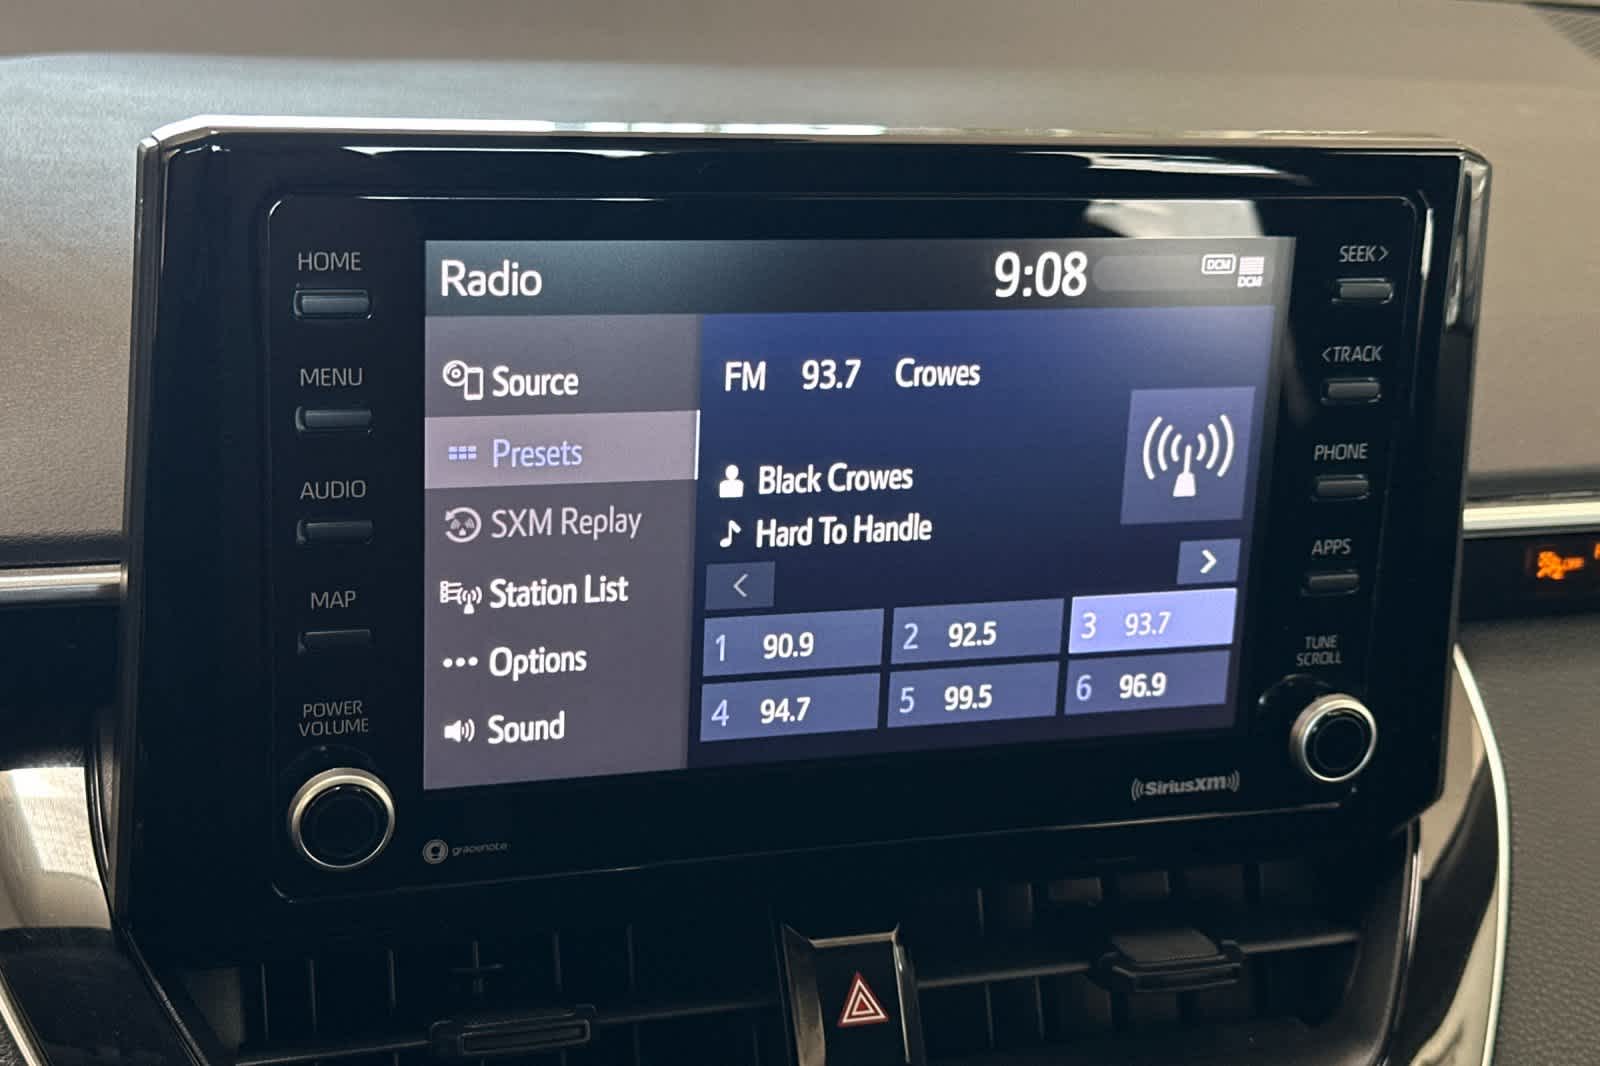 HOME
MENU
AUDIO
MAP
POWER
VOLUME
Radio
9:08
DCM
DCM
Source
Presets
SXM Replay
Station List
Options
Sound
FM 93.7 Crowes
Black Crowes
Hard To Handle
<
>
1 90.9
2 92.5
3 93.7
4 94.7
5 99.5
6 96.9
gracenote
SiriusXM
SEEK >
< TRACK
PHONE
APPS
TUNE
SCROLL